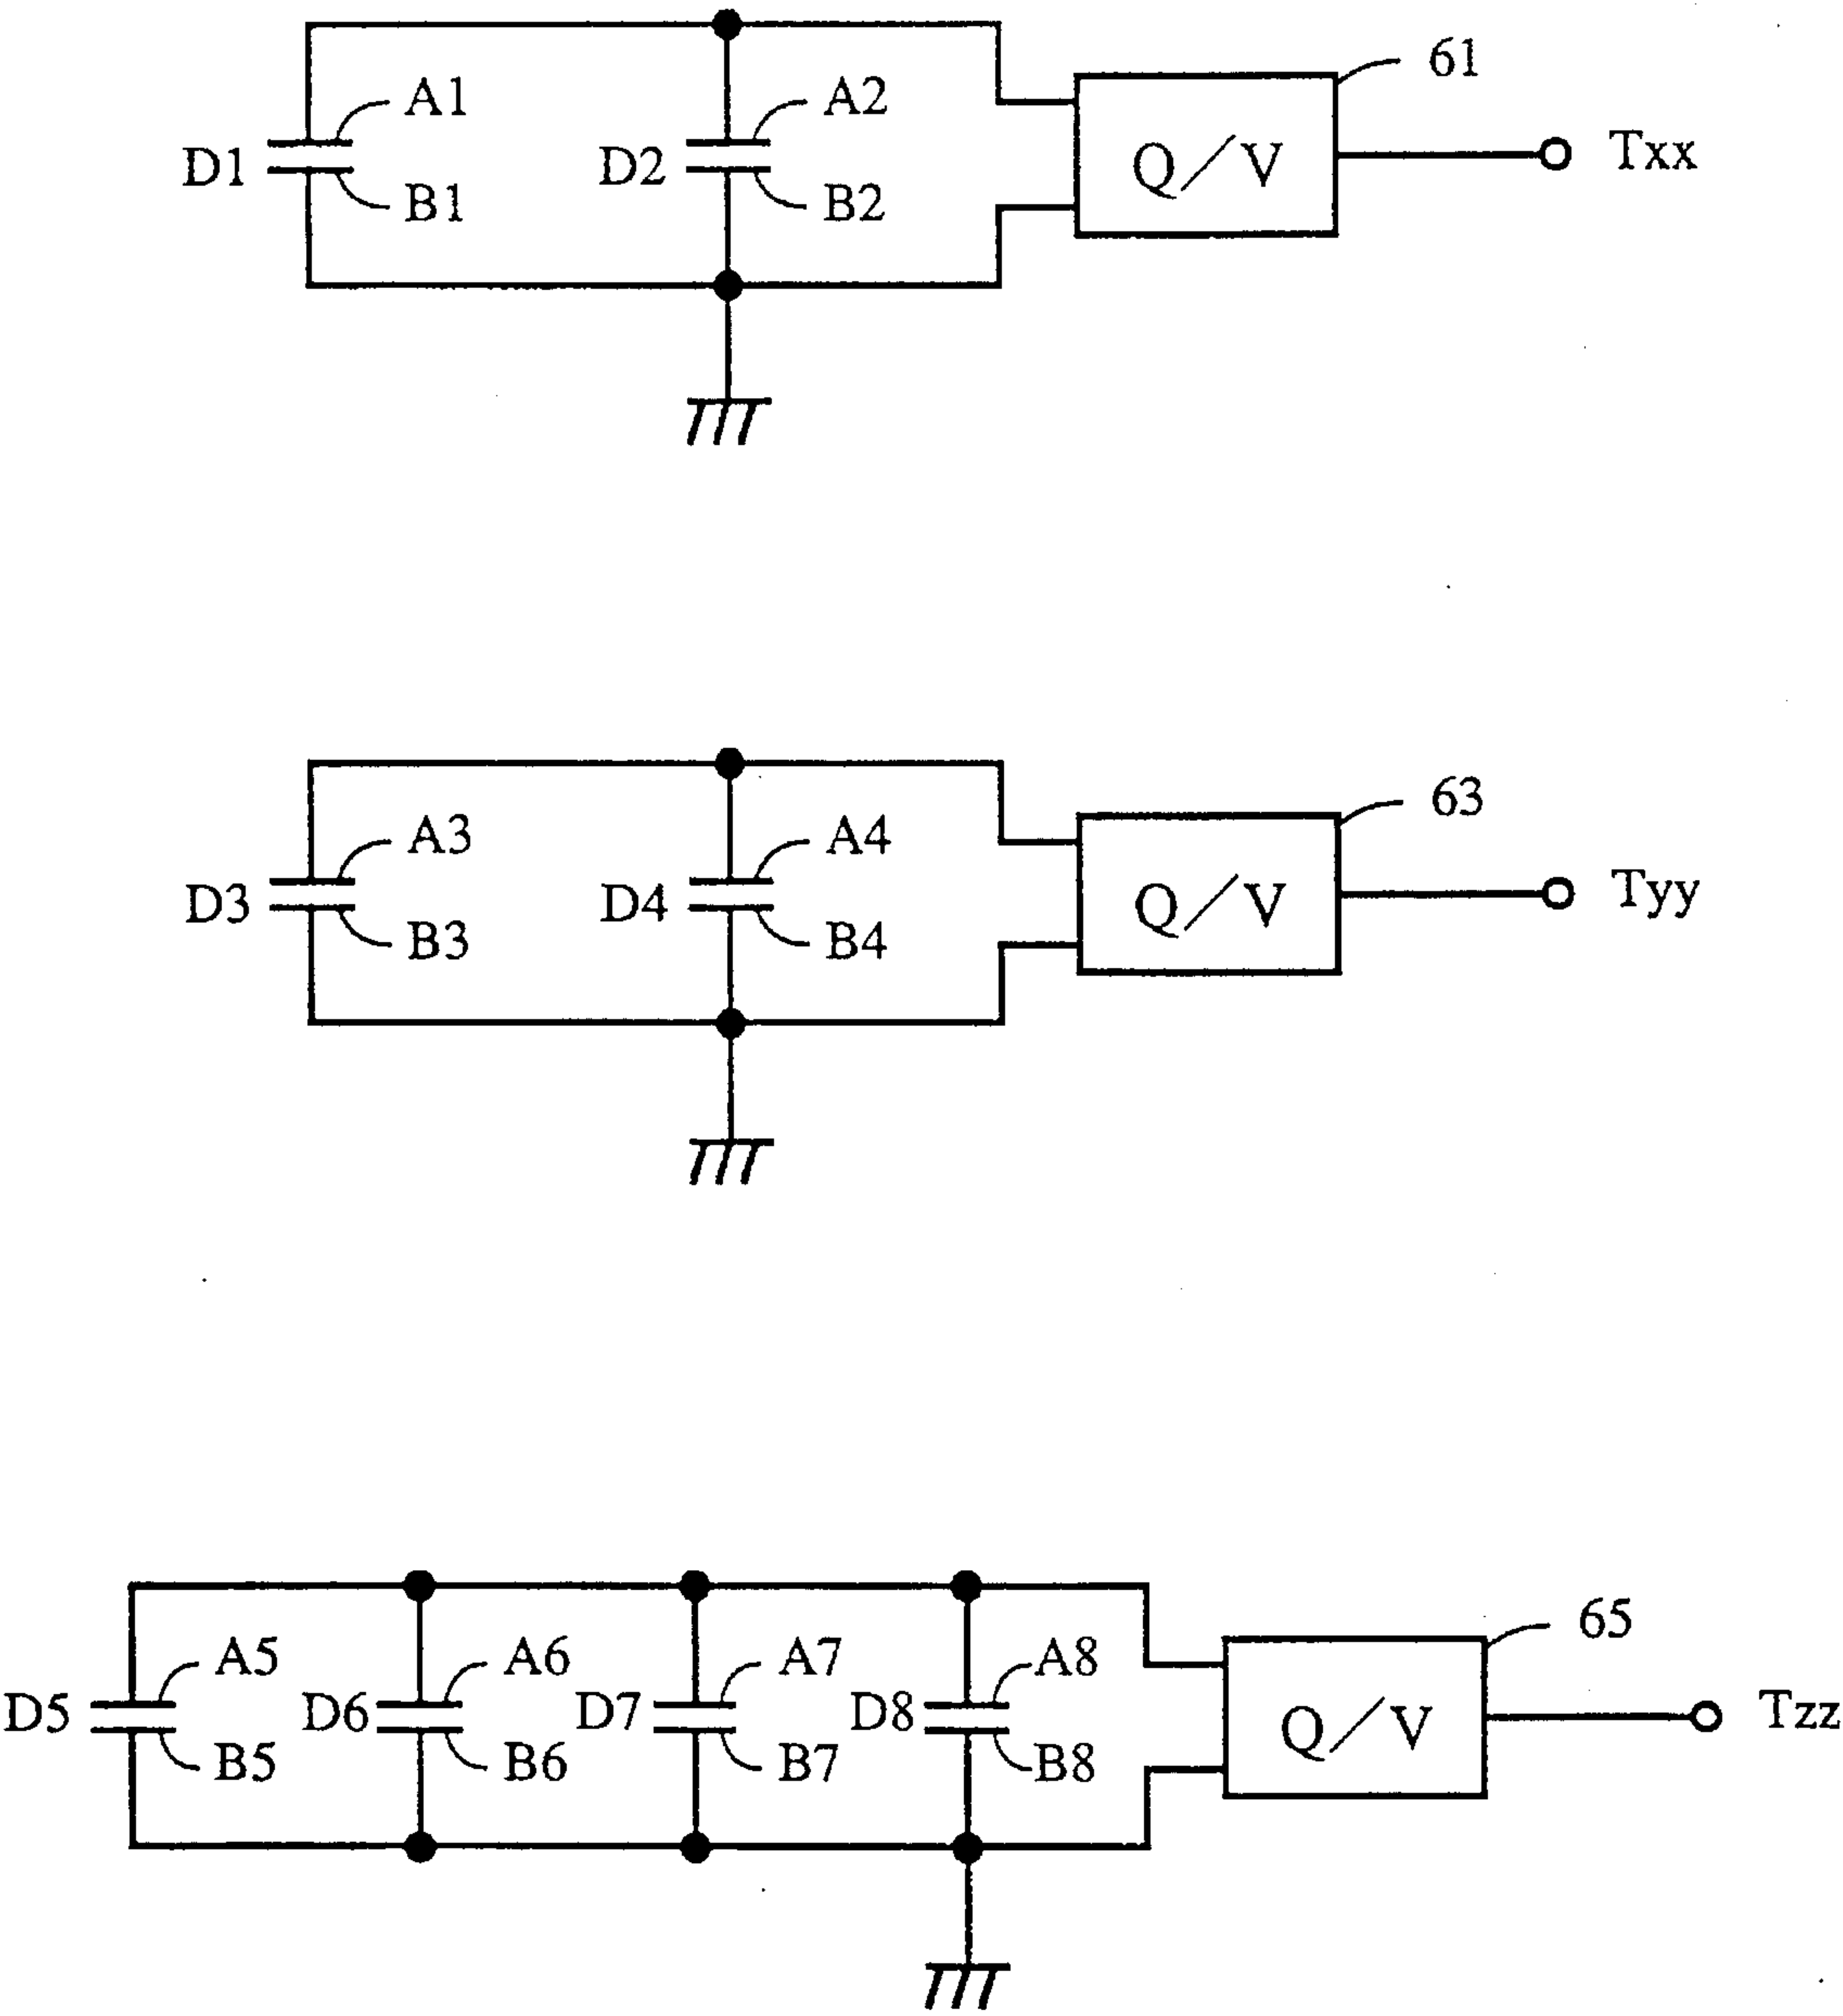 61
A1
A2
D1
D2
Q/V
Txx
B1
B2
63
A3
A4
D3
D4
Q/V
Tyy
B3
B4
65
A5
A6
A7
A8
D5
D6
D7
D8
Q/V
Tzz
B5
B6
B7
B8